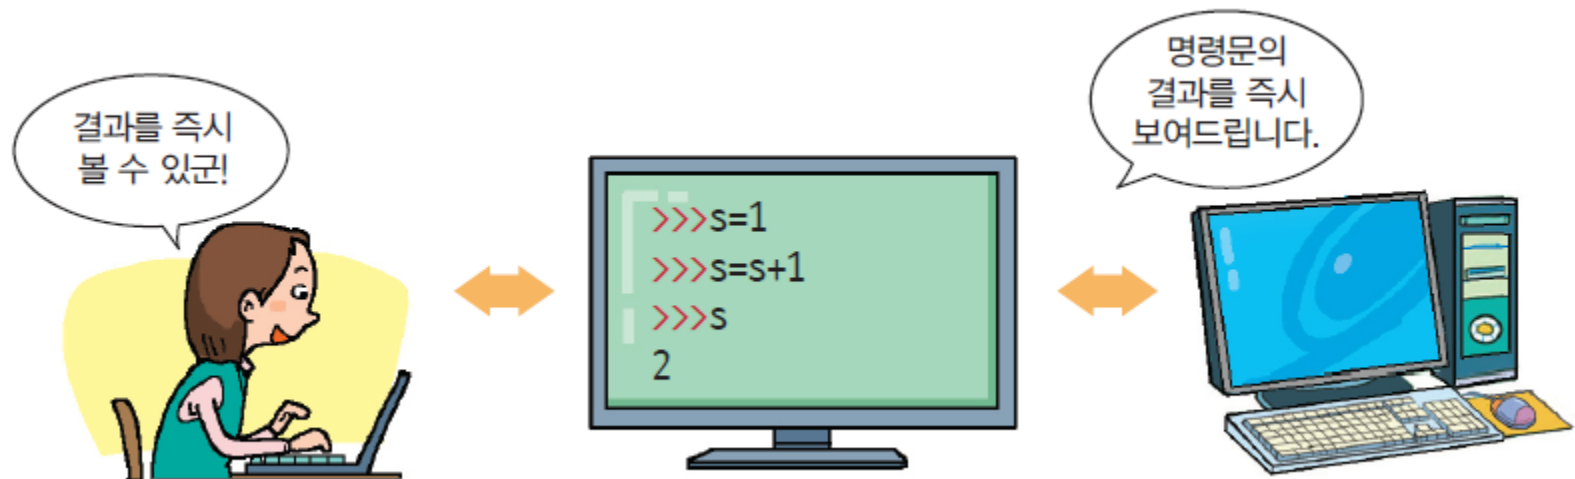 결과를 즉시
볼 수 있군!
>>>s=1
>>>s=s+1
>>>s
2
명령문의
결과를 즉시
보여드립니다.